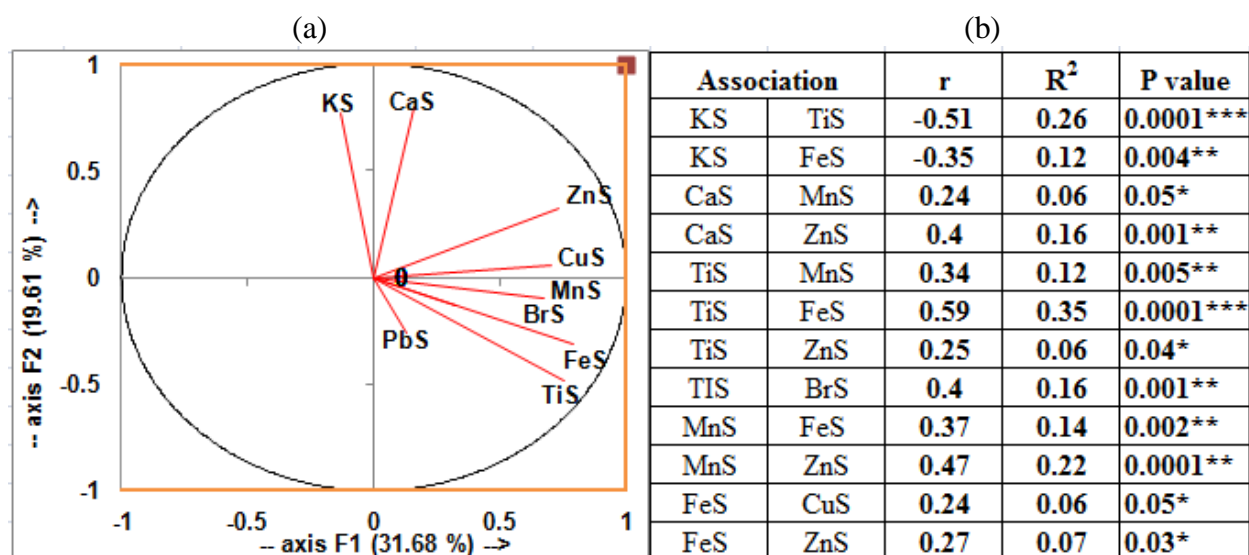 (a)
1
0.5
0
-0.5
-1
-- axis F2 (19.61 %) -->
KS
CaS
ZnS
CuS
0
MnS
BrS
PbS
FeS
TiS
-1
-0.5
0
0.5
1
-- axis F1 (31.68 %) -->
(b)
Association r R² P value
KS TiS -0.51 0.26 0.0001***
KS FeS -0.35 0.12 0.004**
CaS MnS 0.24 0.06 0.05*
CaS ZnS 0.4 0.16 0.001**
TiS MnS 0.34 0.12 0.005**
TiS FeS 0.59 0.35 0.0001***
TiS ZnS 0.25 0.06 0.04*
TIS BrS 0.4 0.16 0.001**
MnS FeS 0.37 0.14 0.002**
MnS ZnS 0.47 0.22 0.0001**
FeS CuS 0.24 0.06 0.05*
FeS ZnS 0.27 0.07 0.03*